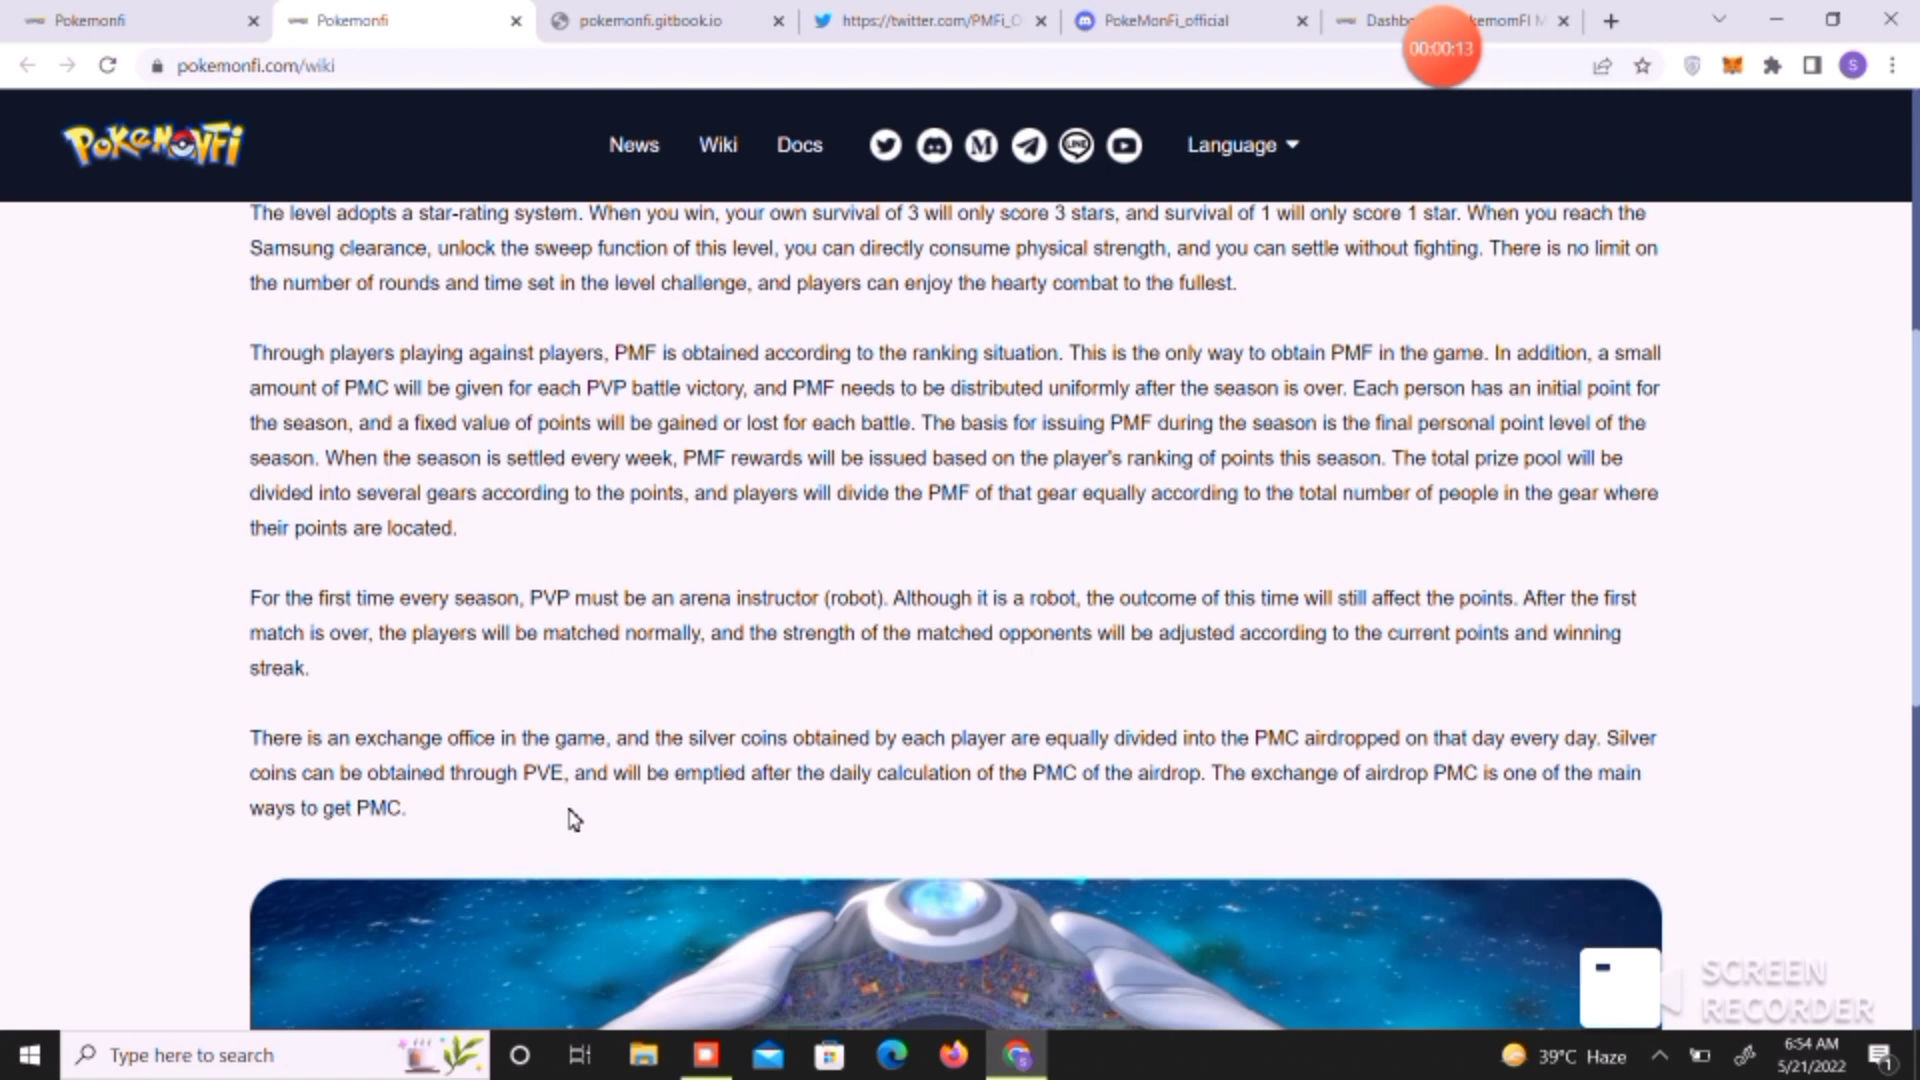 Pokemonfi
Pokemonfi
pokemonfi.gitbook.io
https://twitter.com/PMFi_O
PokeMonFi_official
kemomFI M
00:00:13
pokemonfi.com/wiki
S
POKEMONFI
News
Wiki
Docs
M
LINE
Language
The level adopts a star-rating system. When you win, your own survival of 3 will only score 3 stars, and survival of 1 will only score 1 star. When you reach the
Samsung clearance, unlock the sweep function of this level, you can directly consume physical strength, and you can settle without fighting. There is no limit on
the number of rounds and time set in the level challenge, and players can enjoy the hearty combat to the fullest.
Through players playing against players, PMF is obtained according to the ranking situation. This is the only way to obtain PMF in the game. In addition, a small
amount of PMC will be given for each PVP battle victory, and PMF needs to be distributed uniformly after the season is over. Each person has an initial point for
the season, and a fixed value of points will be gained or lost for each battle. The basis for issuing PMF during the season is the final personal point level of the
season. When the season is settled every week, PMF rewards will be issued based on the player's ranking of points this season. The total prize pool will be
divided into several gears according to the points, and players will divide the PMF of that gear equally according to the total number of people in the gear where
their points are located.
For the first time every season, PVP must be an arena instructor (robot). Although it is a robot, the outcome of this time will still affect the points. After the first
match is over, the players will be matched normally, and the strength of the matched opponents will be adjusted according to the current points and winning
streak.
There is an exchange office in the game, and the silver coins obtained by each player are equally divided into the PMC airdropped on that day every day. Silver
coins can be obtained through PVE, and will be emptied after the daily calculation of the PMC of the airdrop. The exchange of airdrop PMC is one of the main
ways to get PMC.
SCREEN
RECORDER
Type here to search
39°C Haze
6:54 AM
5/21/2022
1